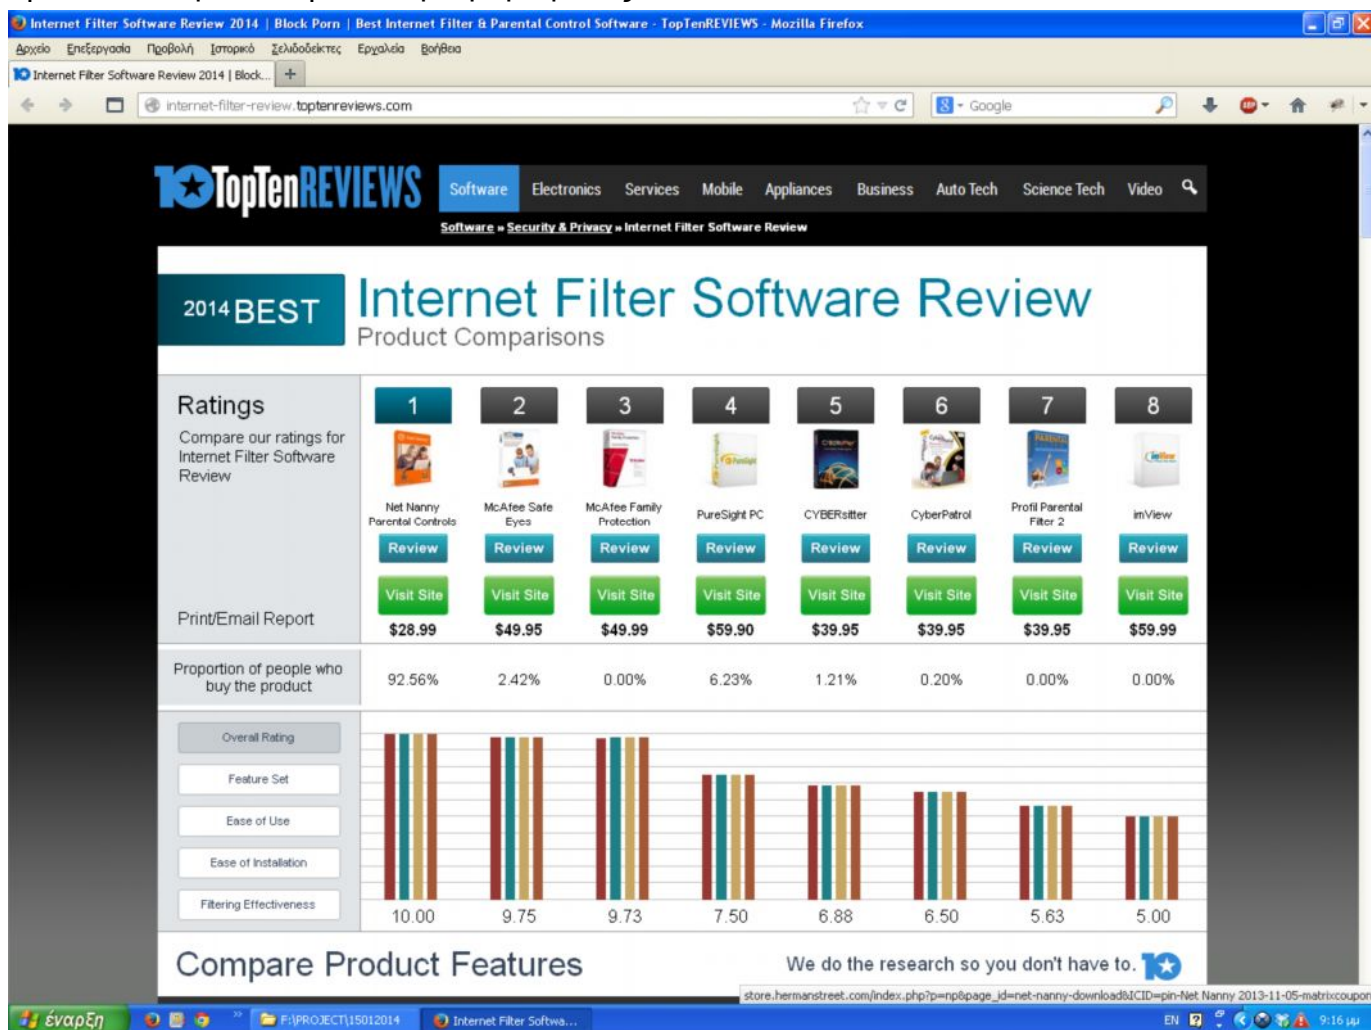 Internet Filter Software Review 2014 | Block Porn | Best Internet Filter & Parental Control Software - TopTenREVIEWS - Mozilla Firefox
Αρχείο Επεξεργασία Προβολή Ιστορικό Σελιδοδείκτες Εργαλεία Βοήθεια
Internet Filter Software Review 2014 | Block... +
internet-filter-review.toptenreviews.com Google
TopTenREVIEWS Software Electronics Services Mobile Appliances Business Auto Tech Science Tech Video
Software » Security & Privacy » Internet Filter Software Review
2014 BEST Internet Filter Software Review
Product Comparisons
Ratings 1 2 3 4 5 6 7 8
Compare our ratings for
Internet Filter Software
Review
Net Nanny Parental Controls McAfee Safe Eyes McAfee Family Protection PureSight PC CYBERsitter CyberPatrol Profil Parental Filter 2 imView
Review Review Review Review Review Review Review Review
Visit Site Visit Site Visit Site Visit Site Visit Site Visit Site Visit Site Visit Site
Print/Email Report
$28.99 $49.95 $49.99 $59.90 $39.95 $39.95 $39.95 $59.99
Proportion of people who
buy the product
92.56% 2.42% 0.00% 6.23% 1.21% 0.20% 0.00% 0.00%
Overall Rating
Feature Set
Ease of Use
Ease of Installation
Filtering Effectiveness
10.00 9.75 9.73 7.50 6.88 6.50 5.63 5.00
Compare Product Features We do the research so you don't have to. 10
store.hermanstreet.com/index.php?p=np&page_id=net-nanny-download&ICID=pin-Net Nanny 2013-11-05-matrixcoupon
έναρξη F:\PROJECT\15012014 Internet Filter Softwa... EN 9:16 μμ